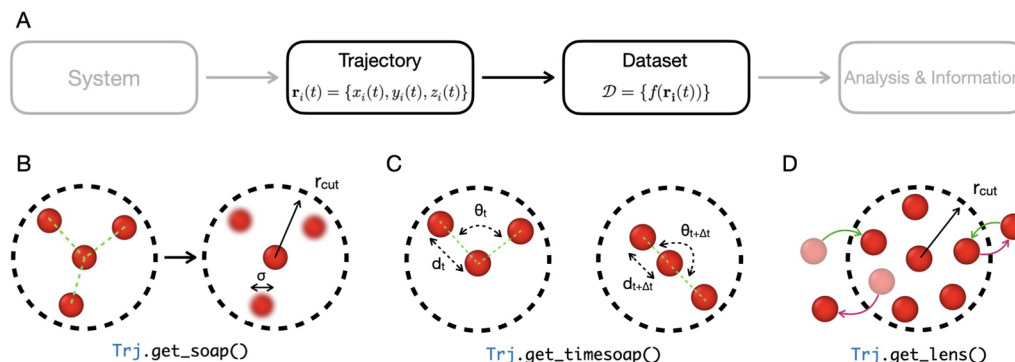 A
System
Trajectory
𝐫ᵢ(t) = {xᵢ(t), yᵢ(t), zᵢ(t)}
Dataset
𝒟 = {f(𝐫ᵢ(t))}
Analysis & Information
B
r_cut
σ
Trj.get_soap()
C
θ_t
d_t
θ_t+Δt
d_t+Δt
Trj.get_timesoap()
D
r_cut
Trj.get_lens()